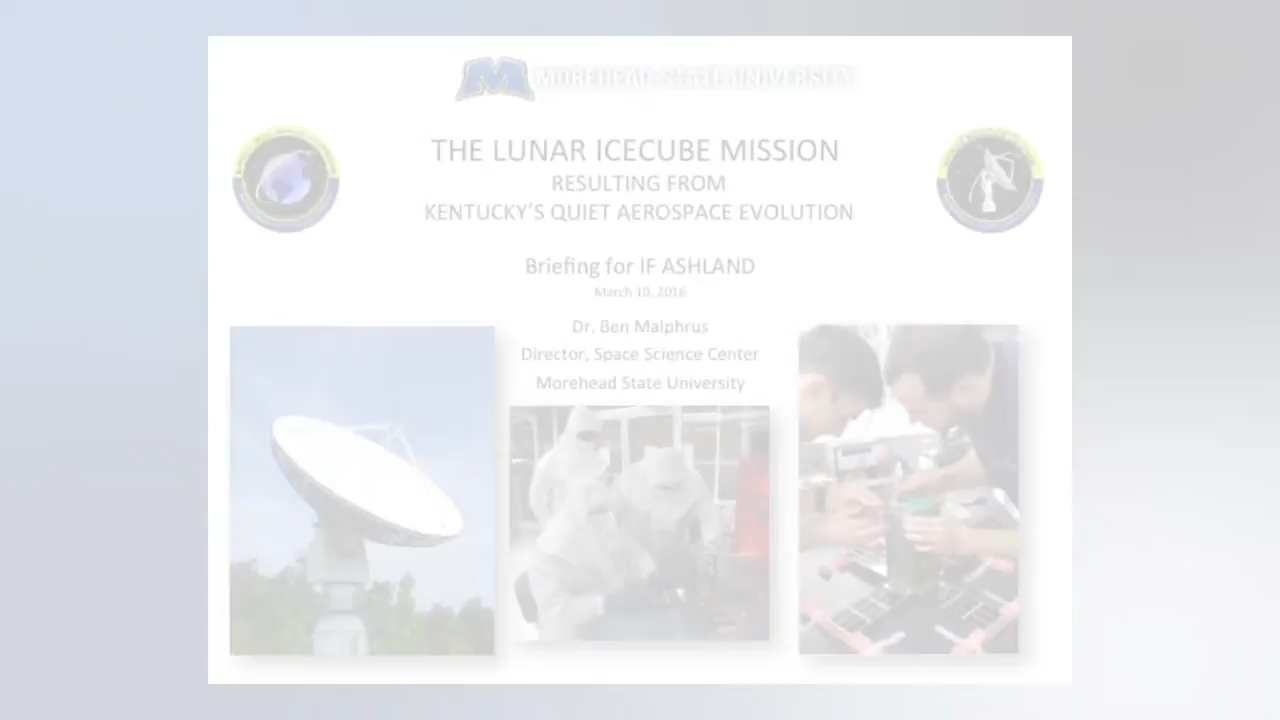 MOREHEAD STATE UNIVERSITY
THE LUNAR ICECUBE MISSION
RESULTING FROM
KENTUCKY'S QUIET AEROSPACE EVOLUTION
Briefing for IF ASHLAND
March 10, 2016
Dr. Ben Malphrus
Director, Space Science Center
Morehead State University